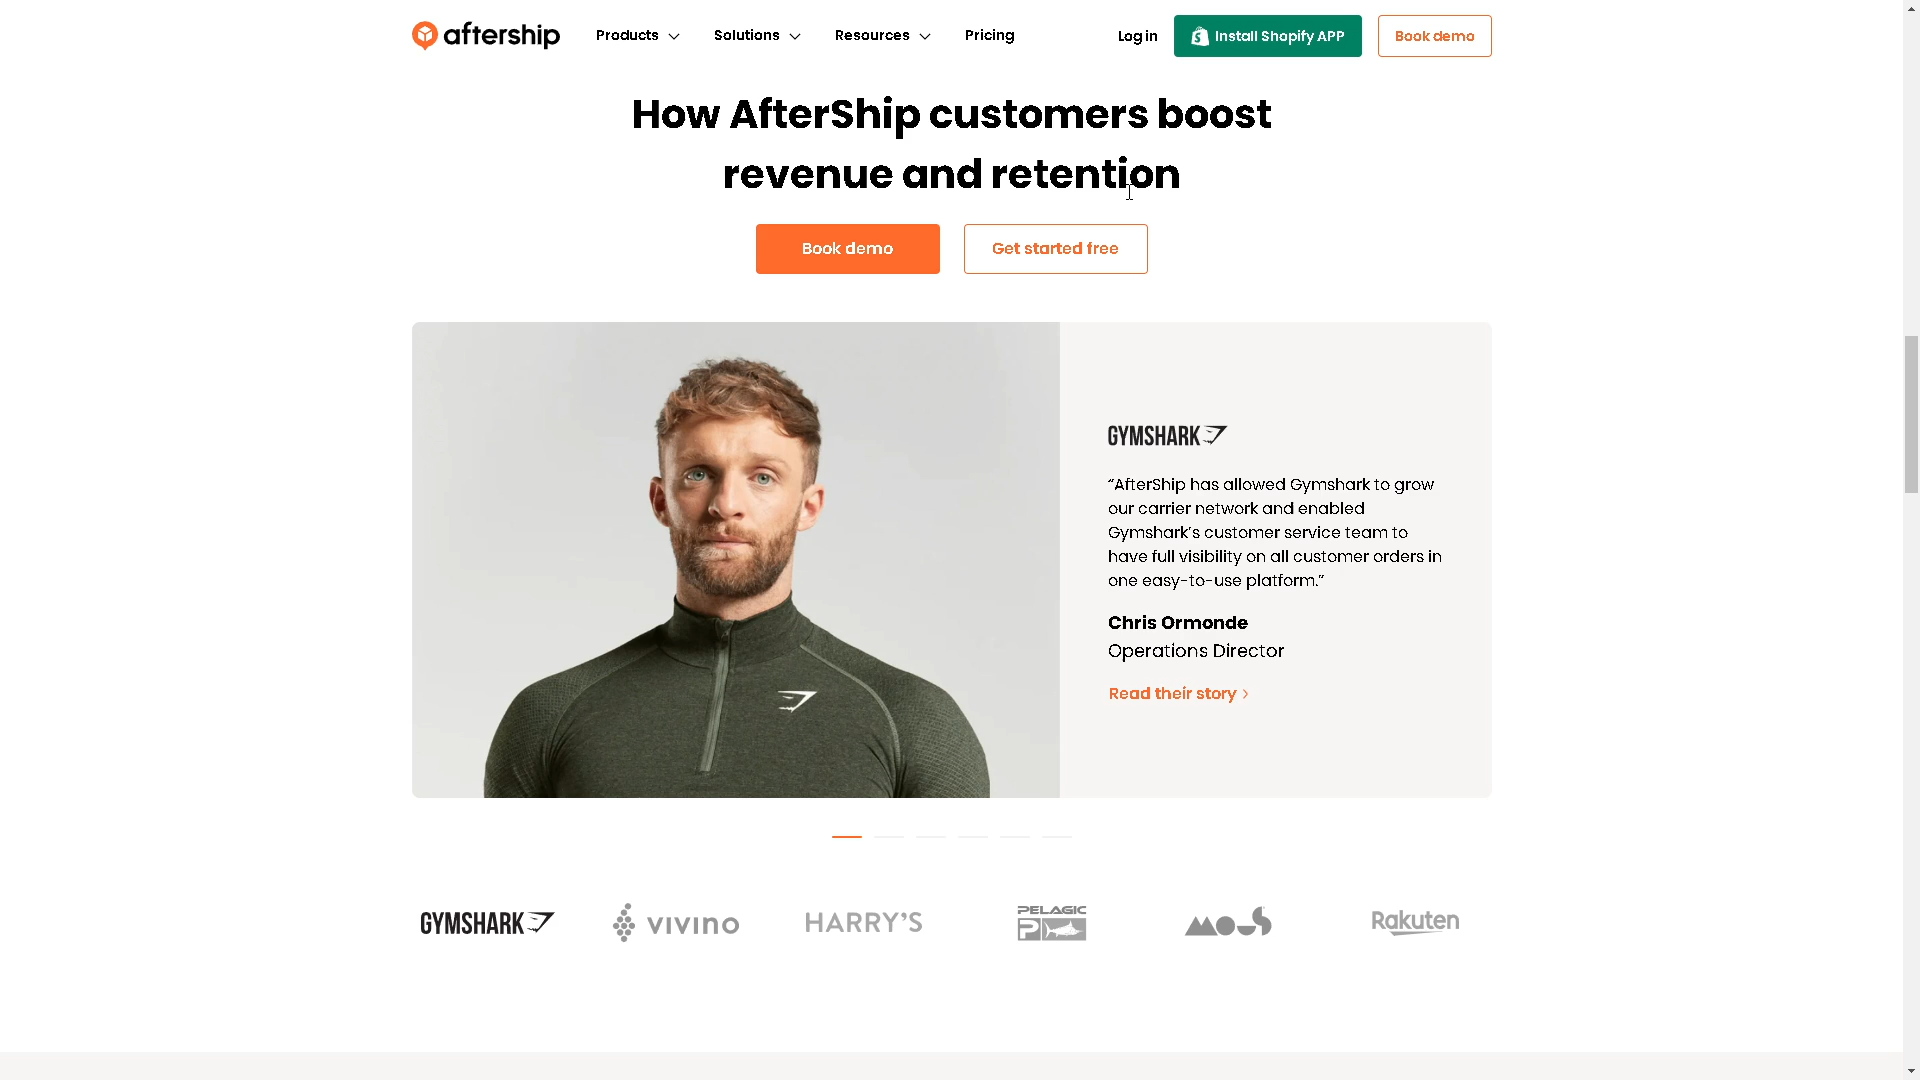 aftership
Products
Solutions
Resources
Pricing
Log in
Install Shopify APP
Book demo
How AfterShip customers boost
revenue and retention
Book demo
Get started free
GYMSHARK
“AfterShip has allowed Gymshark to grow
our carrier network and enabled
Gymshark’s customer service team to
have full visibility on all customer orders in
one easy-to-use platform.”
Chris Ormonde
Operations Director
Read their story
GYMSHARK
VIVINO
HARRY'S
PELAGIC
P
MOUS
Rakuten